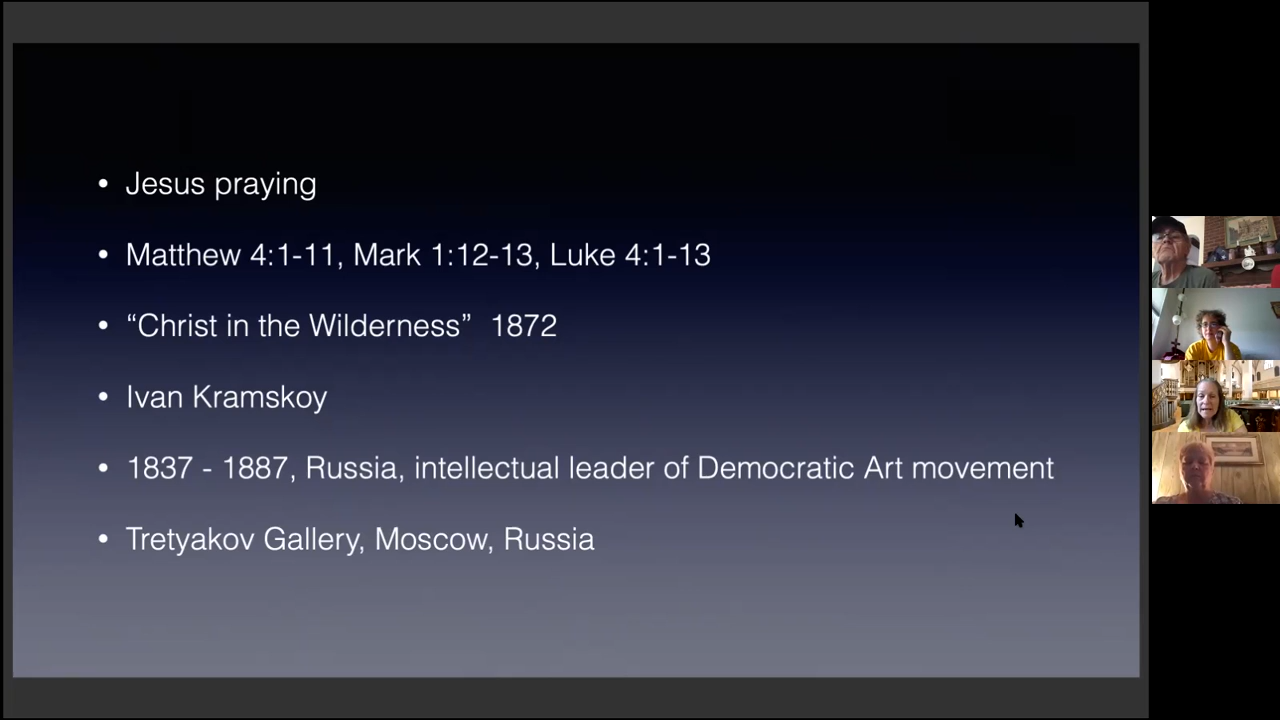 • Jesus praying
• Matthew 4:1-11, Mark 1:12-13, Luke 4:1-13
• “Christ in the Wilderness”  1872
• Ivan Kramskoy
• 1837 - 1887, Russia, intellectual leader of Democratic Art movement
• Tretyakov Gallery, Moscow, Russia